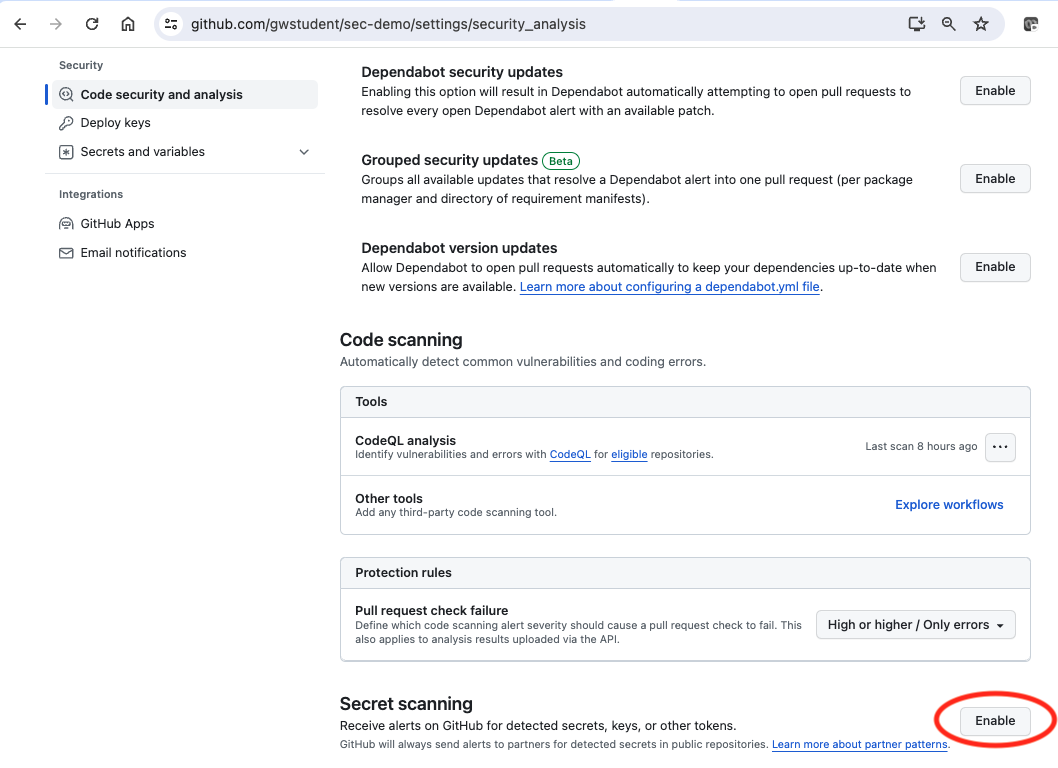 github.com/gwstudent/sec-demo/settings/security_analysis
Security
Code security and analysis
Deploy keys
Secrets and variables
Integrations
GitHub Apps
Email notifications
Dependabot security updates
Enabling this option will result in Dependabot automatically attempting to open pull requests to
resolve every open Dependabot alert with an available patch.
Enable
Grouped security updates Beta
Groups all available updates that resolve a Dependabot alert into one pull request (per package
manager and directory of requirement manifests).
Enable
Dependabot version updates
Allow Dependabot to open pull requests automatically to keep your dependencies up-to-date when
new versions are available. Learn more about configuring a dependabot.yml file.
Enable
Code scanning
Automatically detect common vulnerabilities and coding errors.
Tools
CodeQL analysis
Identify vulnerabilities and errors with CodeQL for eligible repositories.
Last scan 8 hours ago
Other tools
Add any third-party code scanning tool.
Explore workflows
Protection rules
Pull request check failure
Define which code scanning alert severity should cause a pull request check to fail. This
also applies to analysis results uploaded via the API.
High or higher / Only errors
Secret scanning
Receive alerts on GitHub for detected secrets, keys, or other tokens.
GitHub will always send alerts to partners for detected secrets in public repositories. Learn more about partner patterns.
Enable